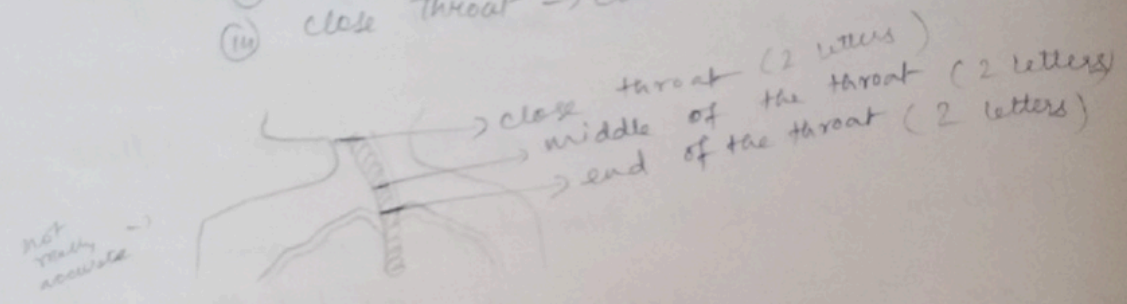 (iii) close throat →
close throat (2 letters)
middle of the throat (2 letters)
end of the throat (2 letters)
not really accurate →